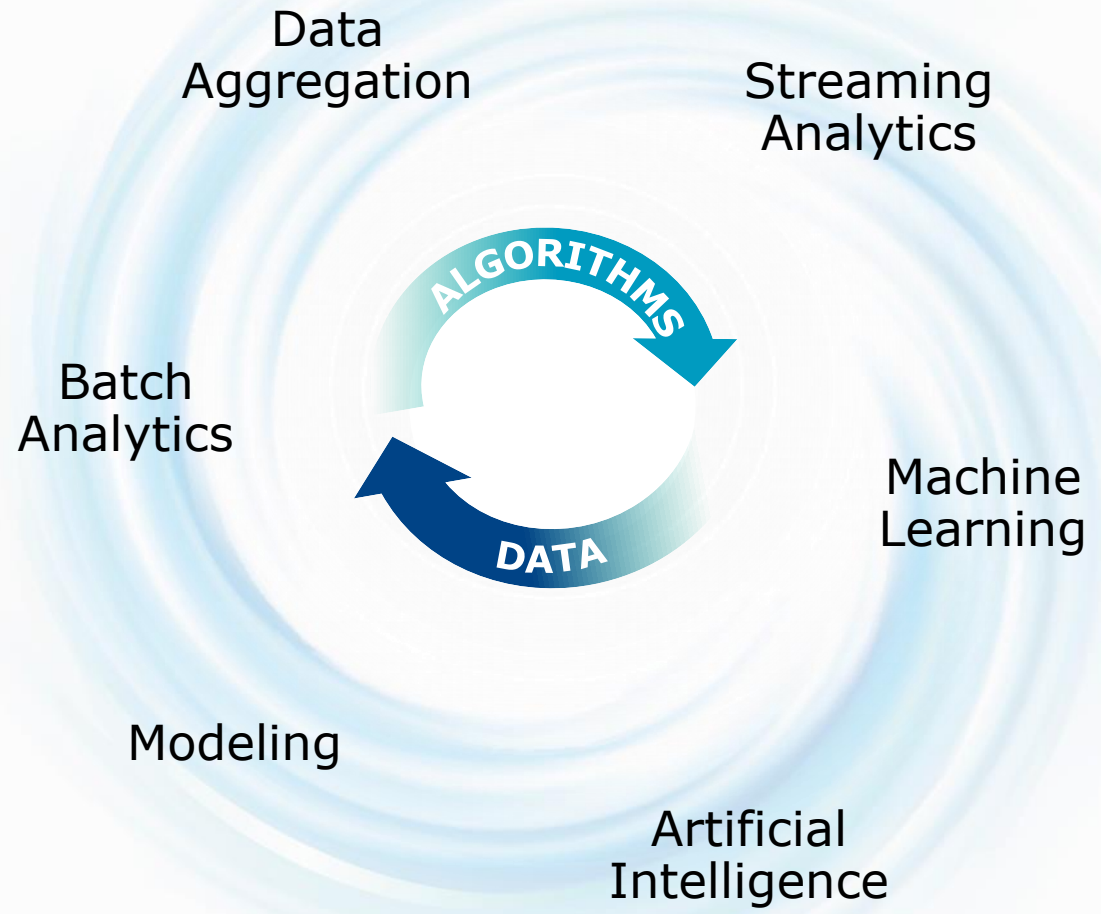 Data
Aggregation
Streaming
Analytics
ALGORITHMS
Batch
Analytics
Machine
Learning
DATA
Modeling
Artificial
Intelligence